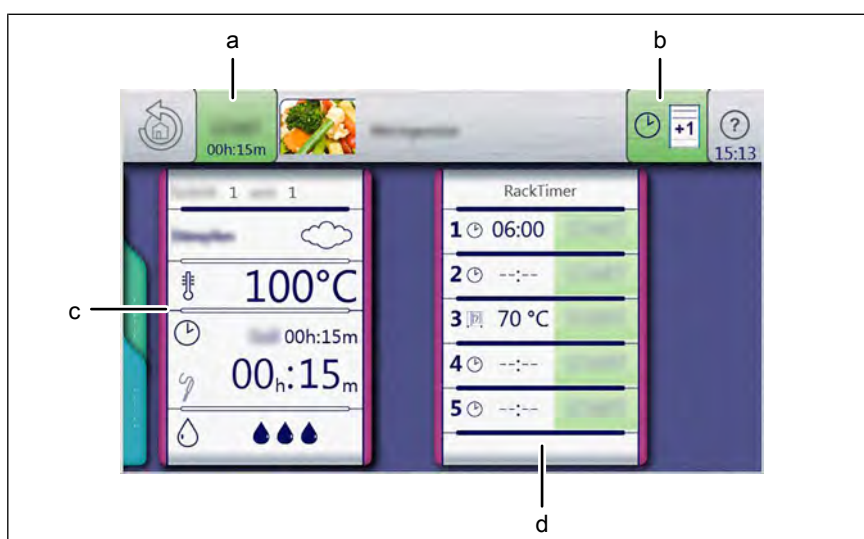 a
b
00h:15m
+1
?
15:13
1 1
RackTimer
1 06:00
100°C
2 --:--
c
00h:15m
3 70 °C
00h:15m
4 --:--
5 --:--
d